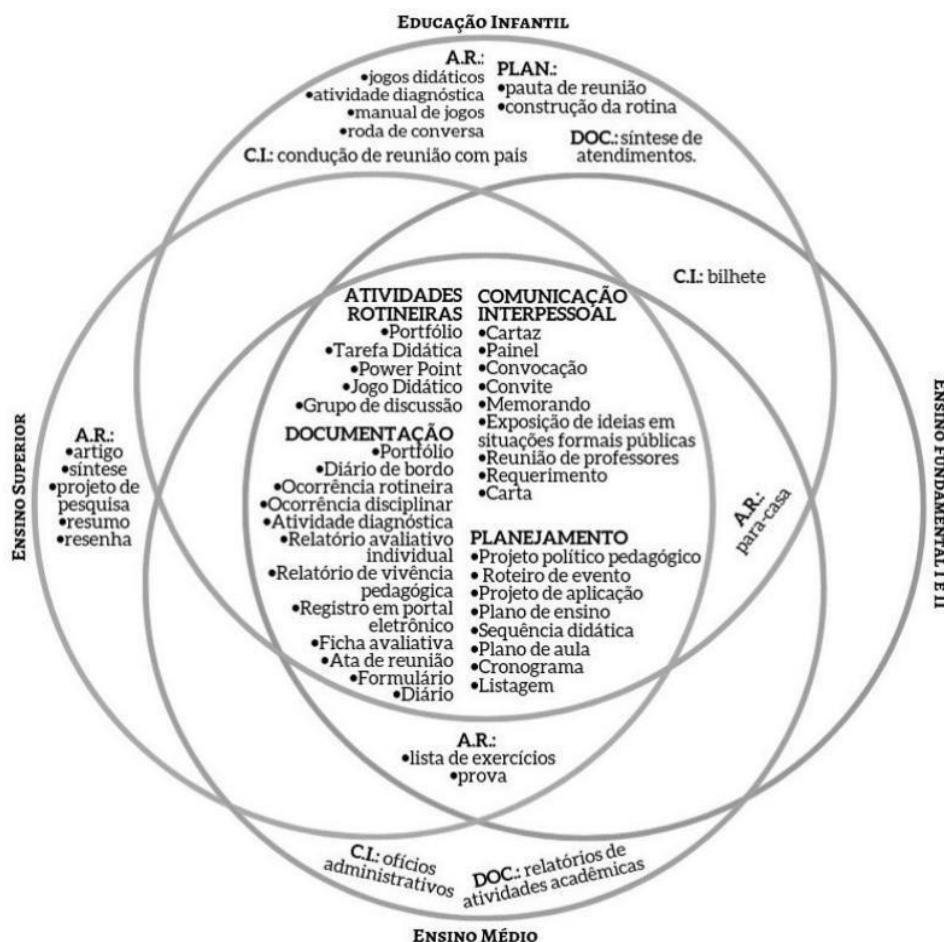 EDUCAÇÃO INFANTIL
A.R.:
•jogos didáticos
•atividade diagnóstica
•manual de jogos
•roda de conversa
PLAN.:
•pauta de reunião
•construção da rotina
C.I.: condução de reunião com pais
DOC.: síntese de
atendimentos.
C.I.: bilhete
ATIVIDADES
ROTINEIRAS
•Portfólio
•Tarefa Didática
•Power Point
•Jogo Didático
•Grupo de discussão
DOCUMENTAÇÃO
•Portfólio
•Diário de bordo
•Ocorrência rotineira
•Ocorrência disciplinar
•Atividade diagnóstica
•Relatório avaliativo
individual
•Relatório de vivência
pedagógica
•Registro em portal
eletrônico
•Ficha avaliativa
•Ata de reunião
•Formulário
•Diário
COMUNICAÇÃO
INTERPESSOAL
•Cartaz
•Painel
•Convocação
•Convite
•Memorando
•Exposição de ideias em
situações formais públicas
•Reunião de professores
•Requerimento
•Carta
PLANEJAMENTO
•Projeto político pedagógico
•Roteiro de evento
•Projeto de aplicação
•Plano de ensino
•Sequência didática
•Plano de aula
•Cronograma
•Listagem
ENSINO SUPERIOR
A.R.:
•artigo
•síntese
•projeto de
pesquisa
•resumo
•resenha
A.R.:
para-casa
ENSINO FUNDAMENTAL I E II
A.R.:
•lista de exercícios
•prova
C.I.: ofícios
administrativos
DOC.: relatórios de
atividades acadêmicas
ENSINO MÉDIO